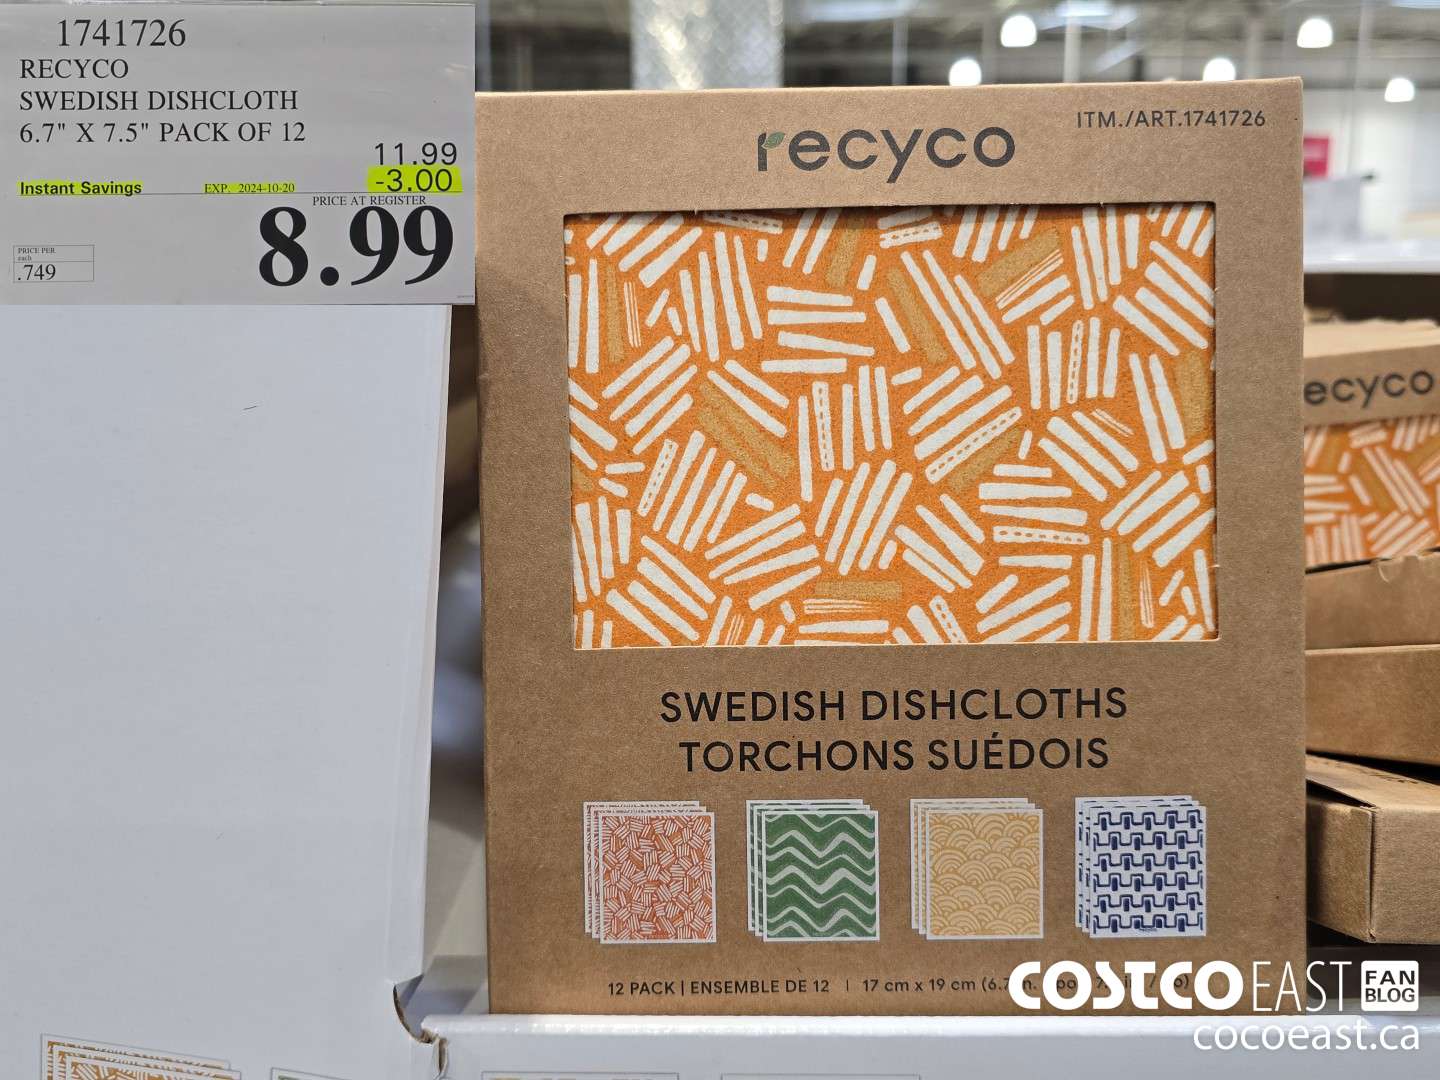 1741726
RECYCO
SWEDISH DISHCLOTH
6.7" X 7.5" PACK OF 12
11.99
Instant Savings EXP. 2024-10-20 -3.00
PRICE AT REGISTER
8.99
PRICE PER
each
.749
ITM./ART.1741726
recyco
SWEDISH DISHCLOTHS
TORCHONS SUÉDOIS
12 PACK | ENSEMBLE DE 12 | 17 cm x 19 cm (6.7
recyco
COSTCO EAST FAN BLOG
cocoeast.ca